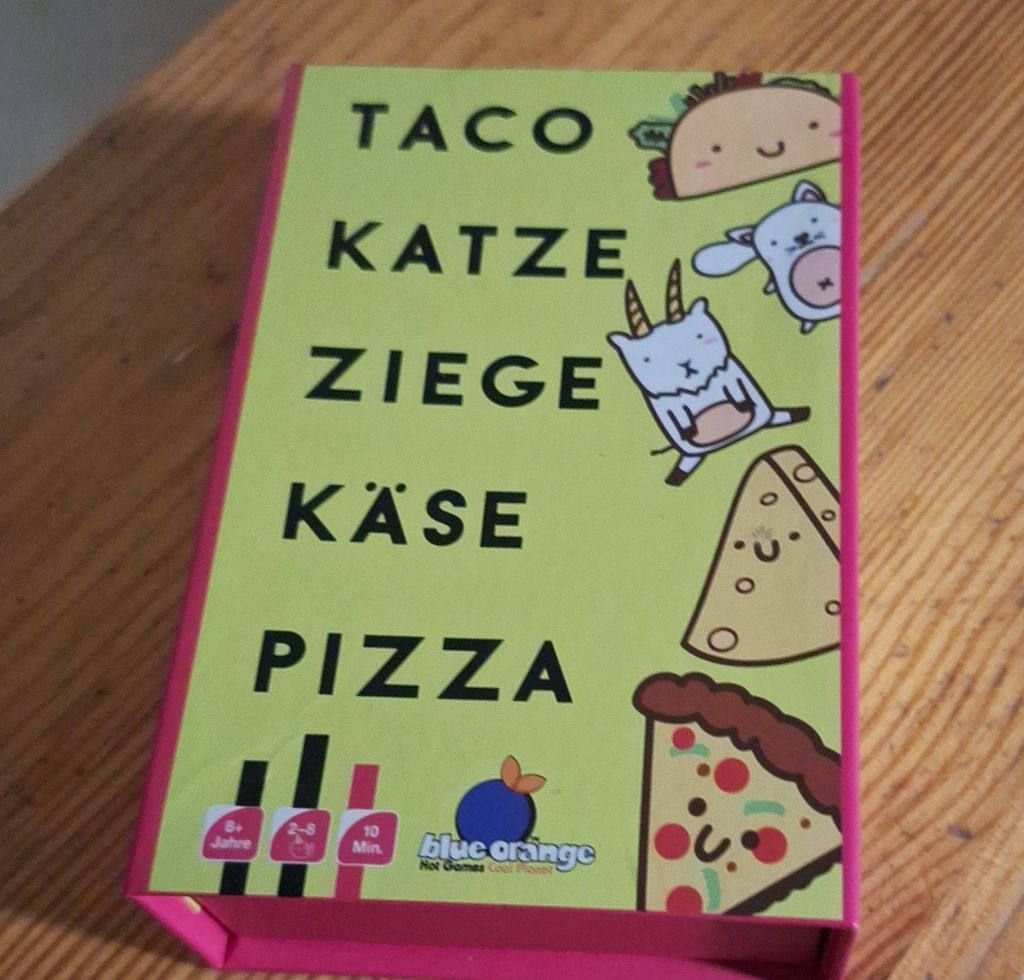 TACO
KATZE
ZIEGE
KÄSE
PIZZA
8+
Jahre
2–8
10
Min.
blue orange
Hot Games Cool Planet